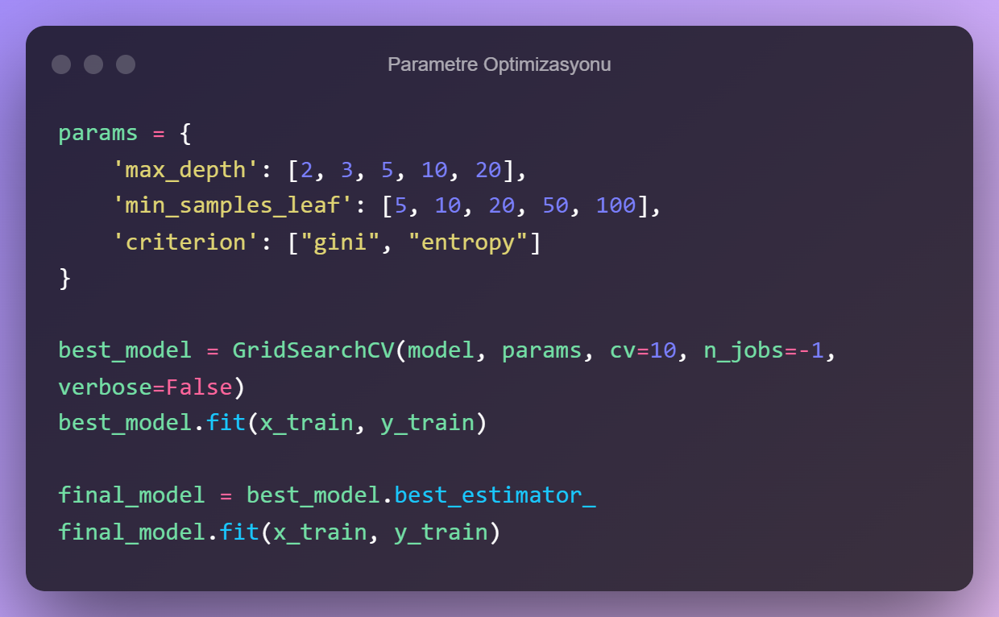 Parametre Optimizasyonu
params = {
    'max_depth': [2, 3, 5, 10, 20],
    'min_samples_leaf': [5, 10, 20, 50, 100],
    'criterion': ["gini", "entropy"]
}
best_model = GridSearchCV(model, params, cv=10, n_jobs=-1,
verbose=False)
best_model.fit(x_train, y_train)
final_model = best_model.best_estimator_
final_model.fit(x_train, y_train)